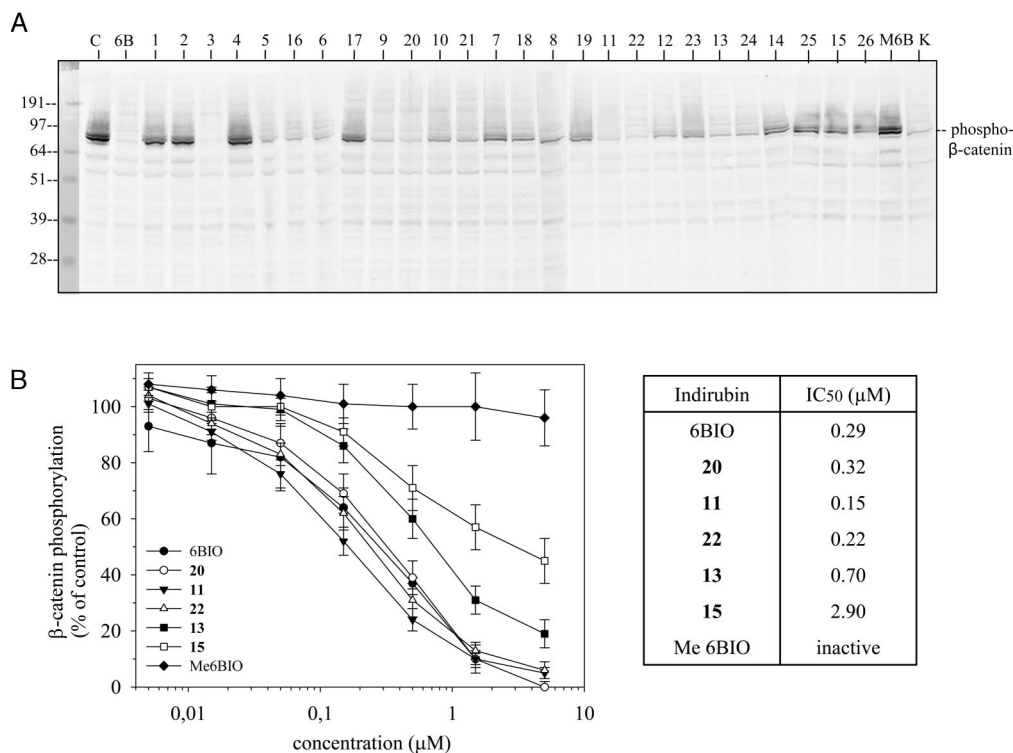 A
C 6B 1 2 3 4 5 16 6 17 9 20 10 21 7 18 8 19 11 22 12 23 13 24 14 25 15 26 M6B K
191--
97--
64--
51--
39--
28--
-- phospho-
β-catenin
B
β-catenin phosphorylation
(% of control)
100
80
60
40
20
0
6BIO
20
11
22
13
15
Me6BIO
0,01 0,1 1 10
concentration (μM)
Indirubin IC50 (μM)
6BIO 0.29
20 0.32
11 0.15
22 0.22
13 0.70
15 2.90
Me 6BIO inactive